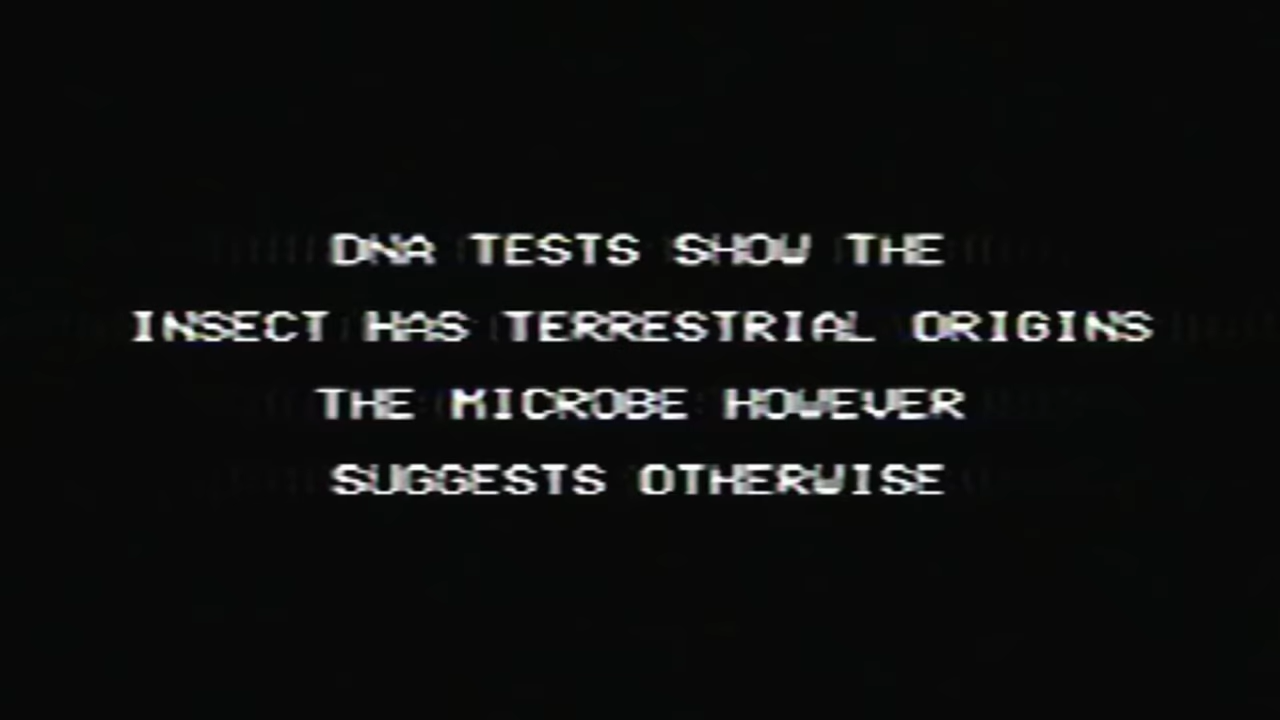 DNA TESTS SHOW THE
INSECT HAS TERRESTRIAL ORIGINS
THE MICROBE HOWEVER
SUGGESTS OTHERWISE